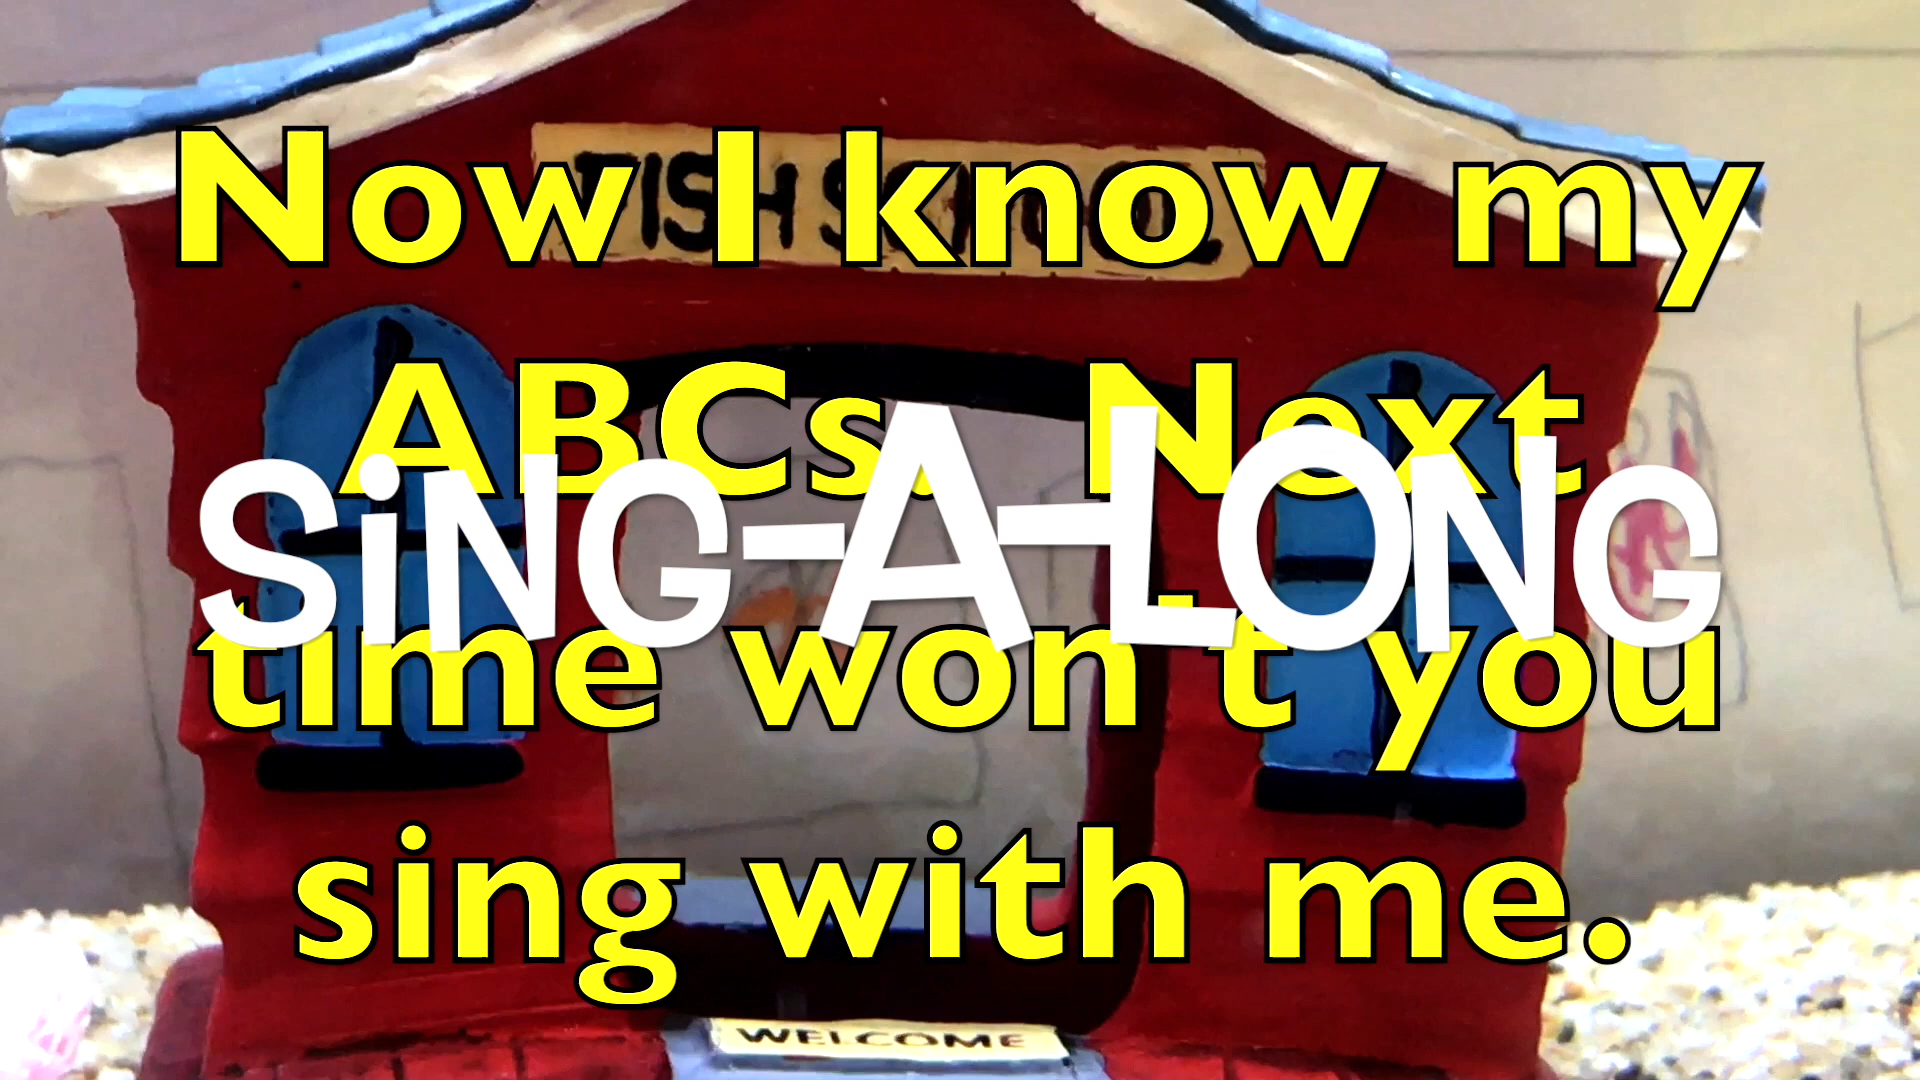 FISH SCHOOL
Now I know my
ABCs. Next
SiNG-A-LONG
time won't you
sing with me.
WELCOME